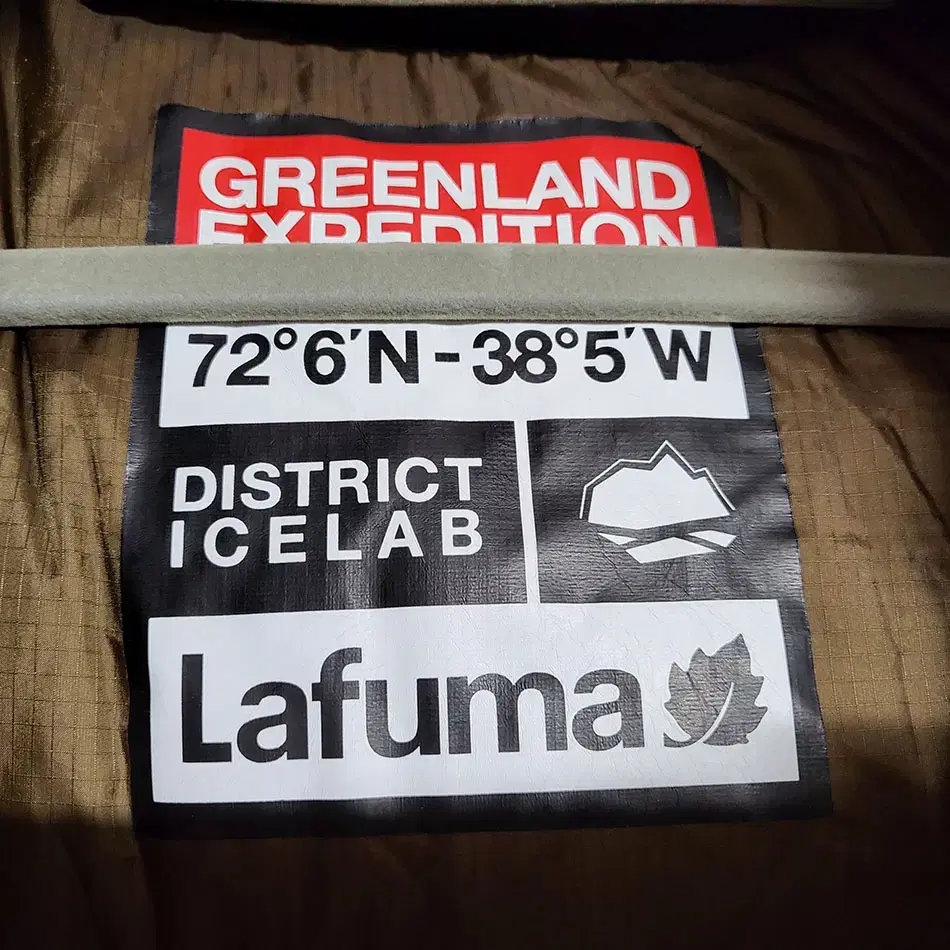 GREENLAND
EXPEDITION
72°6′N-38°5′W
DISTRICT
ICELAB
Lafuma